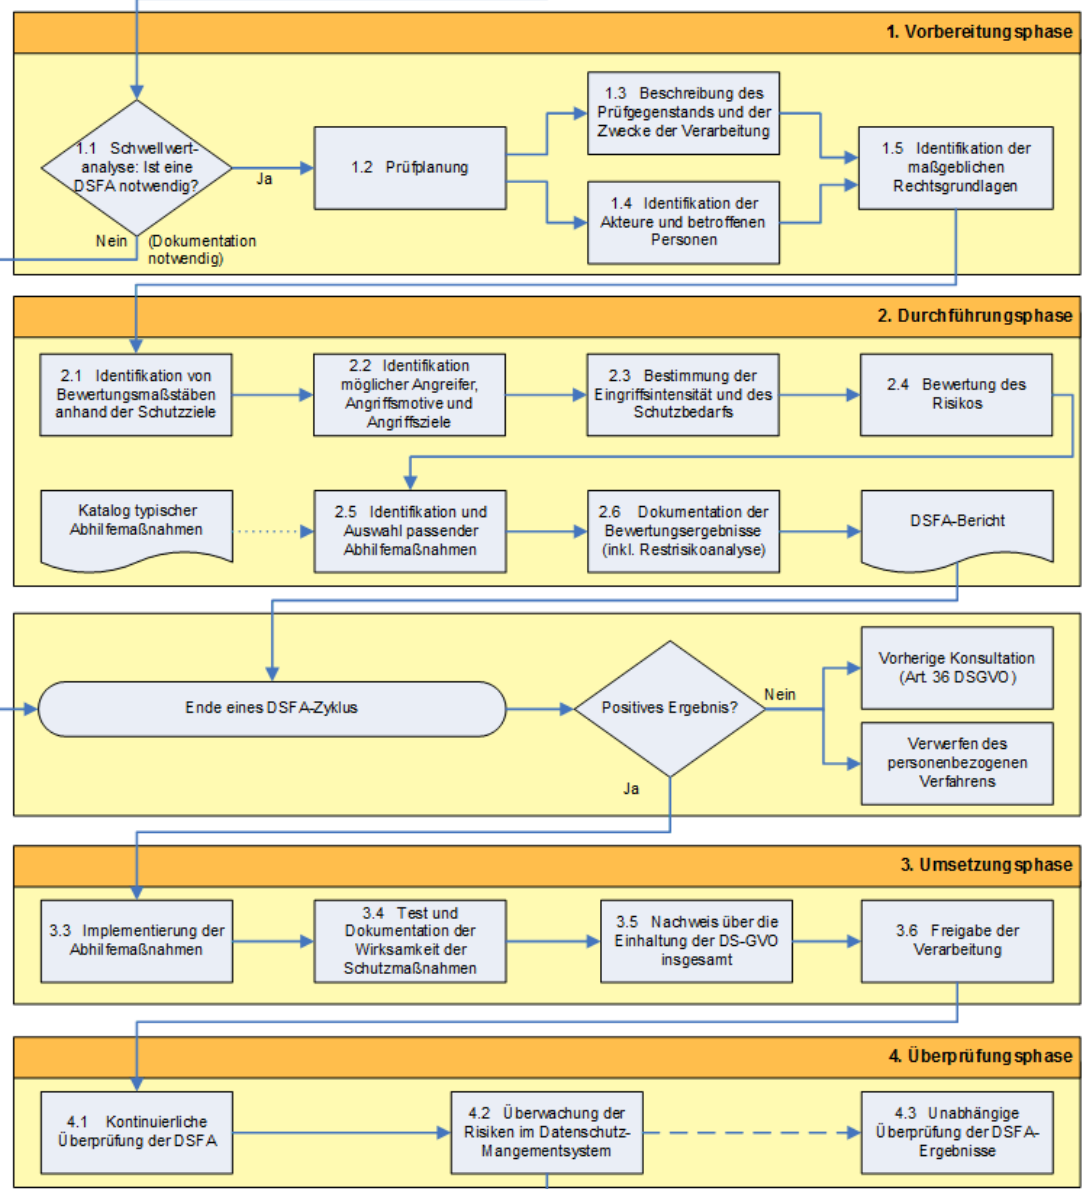 1. Vorbereitungsphase
1.1 Schwellwert-
analyse: Ist eine
DSFA notwendig?
Ja
Nein
(Dokumentation
notwendig)
1.2 Prüfplanung
1.3 Beschreibung des
Prüfgegenstands und der
Zwecke der Verarbeitung
1.4 Identifikation der
Akteure und betroffenen
Personen
1.5 Identifikation der
maßgeblichen
Rechtsgrundlagen
2. Durchführungsphase
2.1 Identifikation von
Bewertungsmaßstäben
anhand der Schutzziele
2.2 Identifikation
möglicher Angreifer,
Angriffsmotive und
Angriffsziele
2.3 Bestimmung der
Eingriffsintensität und des
Schutzbedarfs
2.4 Bewertung des
Risikos
Katalog typischer
Abhilfemaßnahmen
2.5 Identifikation und
Auswahl passender
Abhilfemaßnahmen
2.6 Dokumentation der
Bewertungsergebnisse
(inkl. Restrisikoanalyse)
DSFA-Bericht
Ende eines DSFA-Zyklus
Positives Ergebnis?
Nein
Ja
Vorherige Konsultation
(Art. 36 DSGVO)
Verwerfen des
personenbezogenen
Verfahrens
3. Umsetzungsphase
3.3 Implementierung der
Abhilfemaßnahmen
3.4 Test und
Dokumentation der
Wirksamkeit der
Schutzmaßnahmen
3.5 Nachweis über die
Einhaltung der DS-GVO
insgesamt
3.6 Freigabe der
Verarbeitung
4. Überprüfungsphase
4.1 Kontinuierliche
Überprüfung der DSFA
4.2 Überwachung der
Risiken im Datenschutz-
Mangementsystem
4.3 Unabhängige
Überprüfung der DSFA-
Ergebnisse